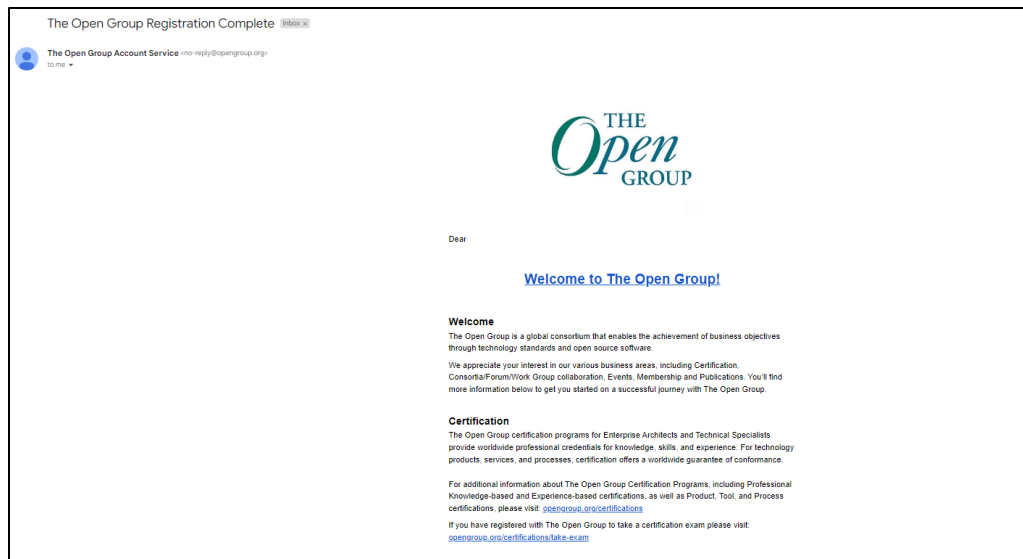 The Open Group Registration Complete Inbox x
The Open Group Account Service <no-reply@opengroup.org>
to me
THE
Open
GROUP
Dear
Welcome to The Open Group!
Welcome
The Open Group is a global consortium that enables the achievement of business objectives
through technology standards and open source software.
We appreciate your interest in our various business areas, including Certification,
Consortia/Forum/Work Group collaboration, Events, Membership and Publications. You'll find
more information below to get you started on a successful journey with The Open Group.
Certification
The Open Group certification programs for Enterprise Architects and Technical Specialists
provide worldwide professional credentials for knowledge, skills, and experience. For technology
products, services, and processes, certification offers a worldwide guarantee of conformance.
For additional information about The Open Group Certification Programs, including Professional
Knowledge-based and Experience-based certifications, as well as Product, Tool, and Process
certifications, please visit: opengroup.org/certifications
If you have registered with The Open Group to take a certification exam please visit:
opengroup.org/certifications/take-exam